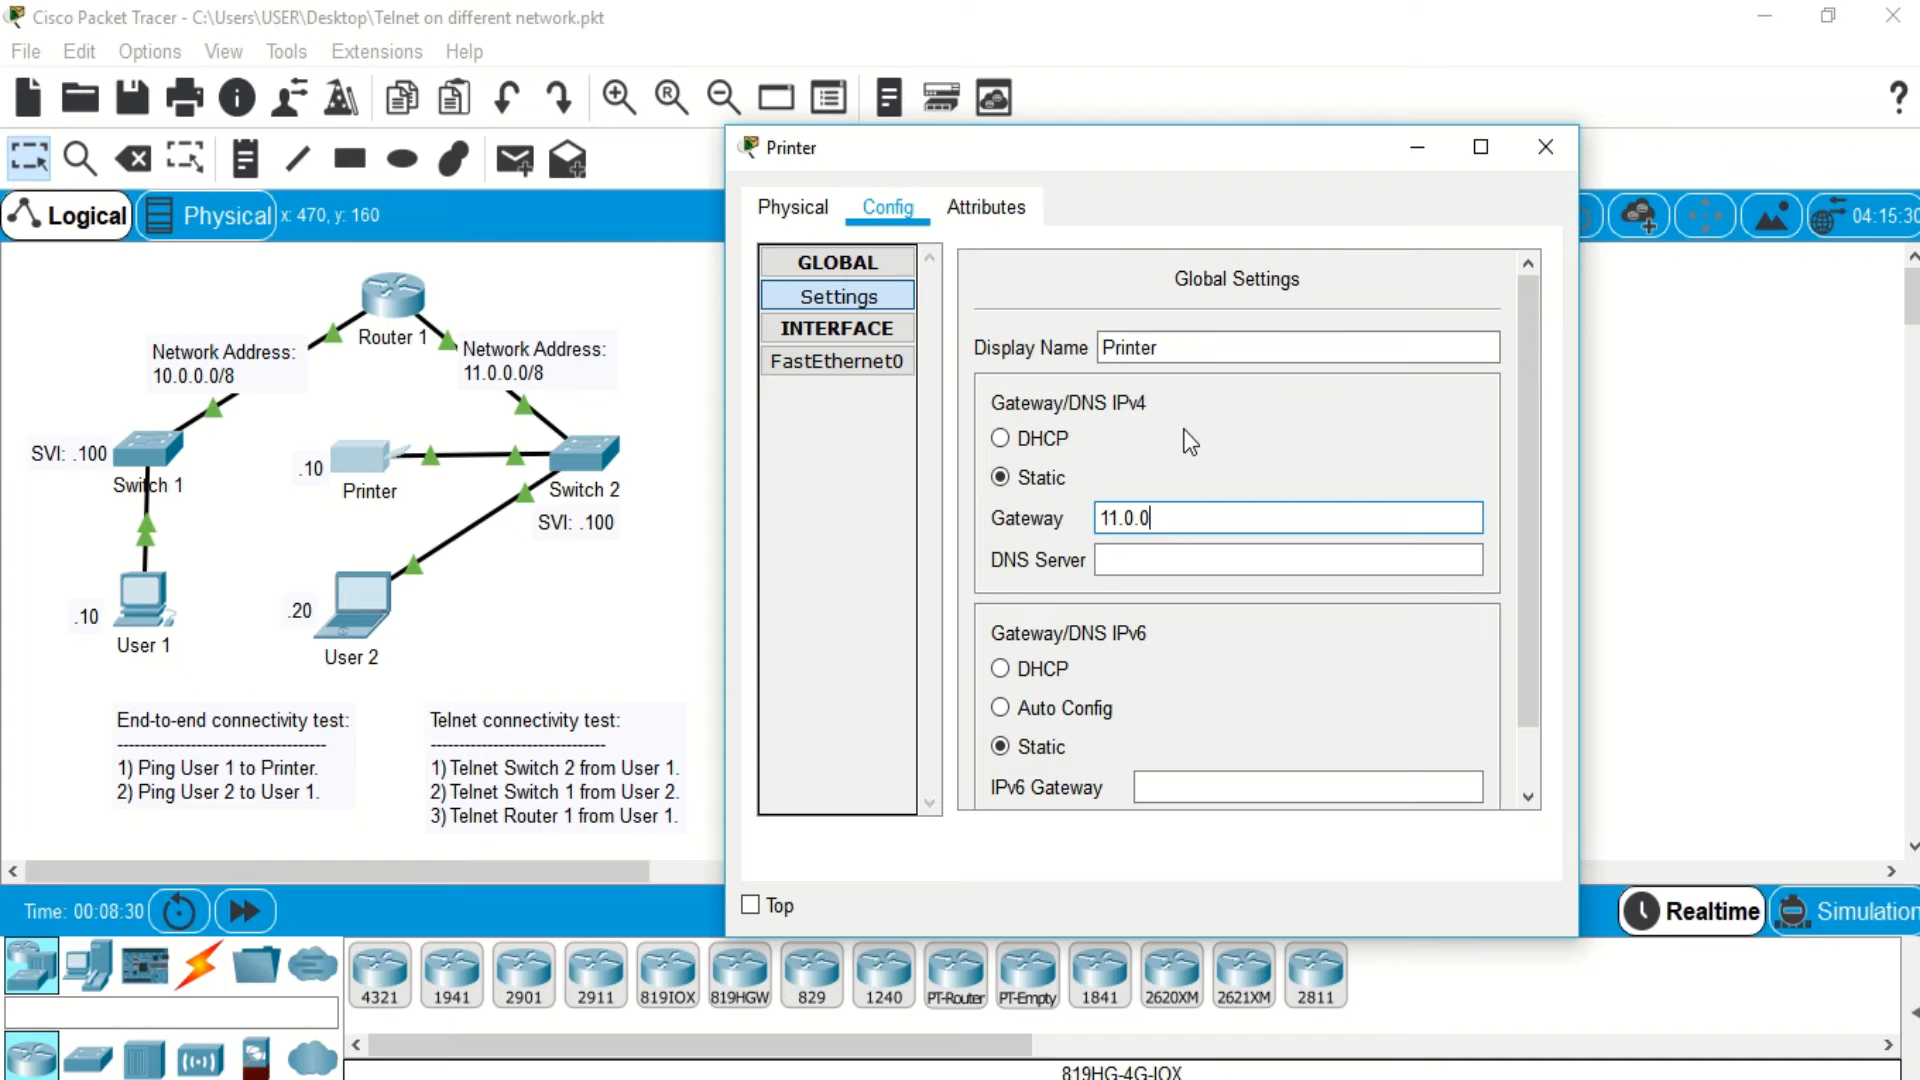 Cisco Packet Tracer - C:\Users\USER\Desktop\Telnet on different network.pkt
File Edit Options View Tools Extensions Help
Logical Physical x: 470, y: 160
04:15:30
Router 1
Network Address:
10.0.0.0/8
Network Address:
11.0.0.0/8
SVI: .100
Switch 1
.10
Printer
Switch 2
SVI: .100
.10
User 1
.20
User 2
End-to-end connectivity test:
------------------------------------
1) Ping User 1 to Printer.
2) Ping User 2 to User 1.
Telnet connectivity test:
------------------------------
1) Telnet Switch 2 from User 1.
2) Telnet Switch 1 from User 2.
3) Telnet Router 1 from User 1.
Printer
Physical Config Attributes
GLOBAL
Settings
INTERFACE
FastEthernet0
Global Settings
Display Name Printer
Gateway/DNS IPv4
DHCP
Static
Gateway 11.0.0
DNS Server
Gateway/DNS IPv6
DHCP
Auto Config
Static
IPv6 Gateway
Top
Time: 00:08:30
Realtime Simulation
4321 1941 2901 2911 819IOX 819HGW 829 1240 PT-Router PT-Empty 1841 2620XM 2621XM 2811
819HG-4G-IOX